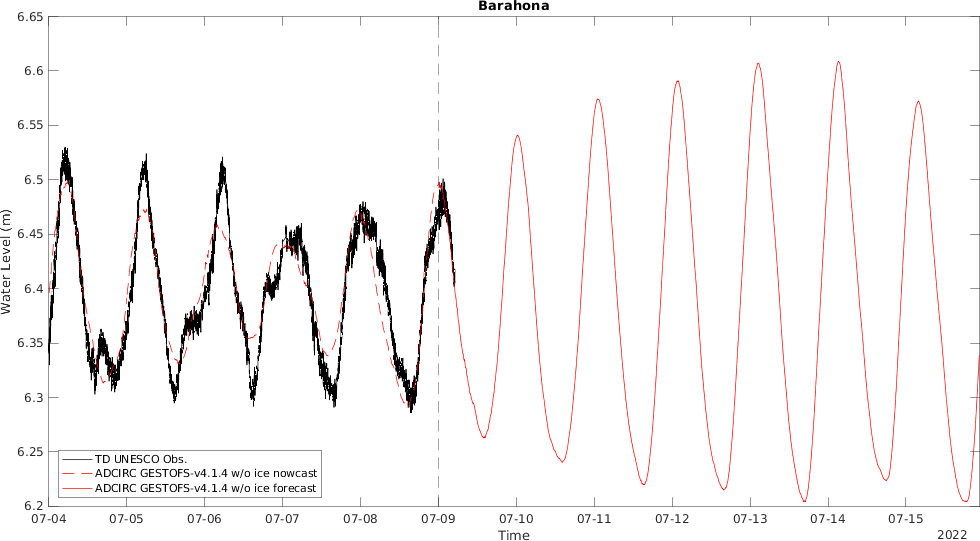 Barahona
6.65
6.6
6.55
6.5
6.45
6.4
6.35
6.3
6.25
6.2
Water Level (m)
TD UNESCO Obs.
ADCIRC GESTOFS-v4.1.4 w/o ice nowcast
ADCIRC GESTOFS-v4.1.4 w/o ice forecast
07-04 07-05 07-06 07-07 07-08 07-09 07-10 07-11 07-12 07-13 07-14 07-15
Time
2022